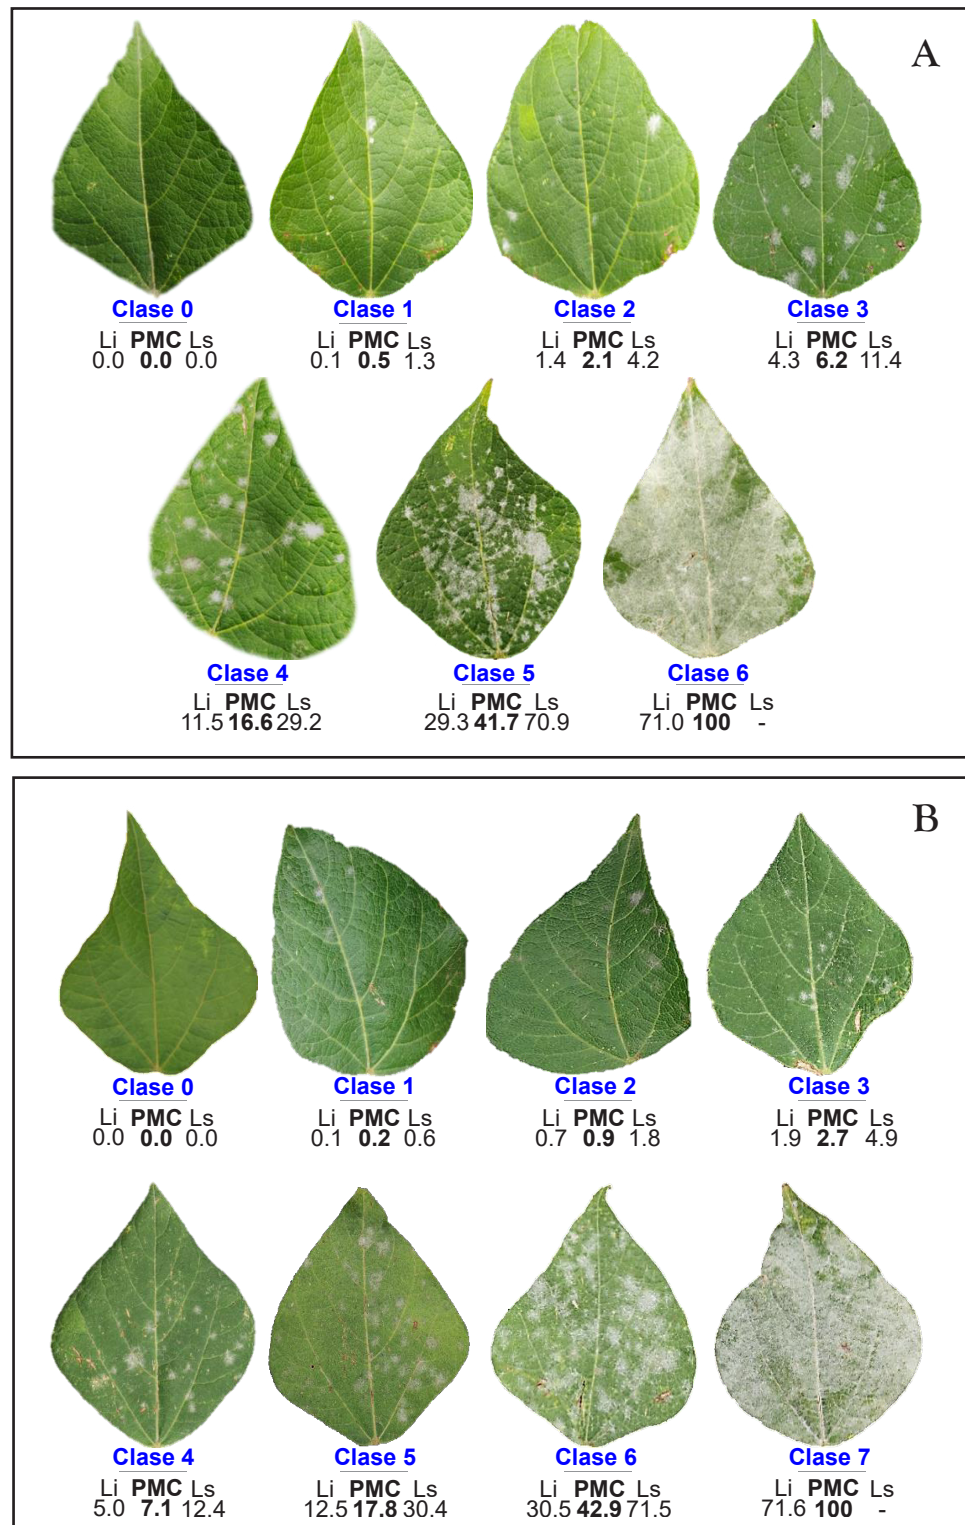 A
Clase 0 Clase 1 Clase 2 Clase 3
Li PMC Ls Li PMC Ls Li PMC Ls Li PMC Ls
0.0 0.0 0.0 0.1 0.5 1.3 1.4 2.1 4.2 4.3 6.2 11.4
Clase 4 Clase 5 Clase 6
Li PMC Ls Li PMC Ls Li PMC Ls
11.5 16.6 29.2 29.3 41.7 70.9 71.0 100 -
B
Clase 0 Clase 1 Clase 2 Clase 3
Li PMC Ls Li PMC Ls Li PMC Ls Li PMC Ls
0.0 0.0 0.0 0.1 0.2 0.6 0.7 0.9 1.8 1.9 2.7 4.9
Clase 4 Clase 5 Clase 6 Clase 7
Li PMC Ls Li PMC Ls Li PMC Ls Li PMC Ls
5.0 7.1 12.4 12.5 17.8 30.4 30.5 42.9 71.5 71.6 100 -